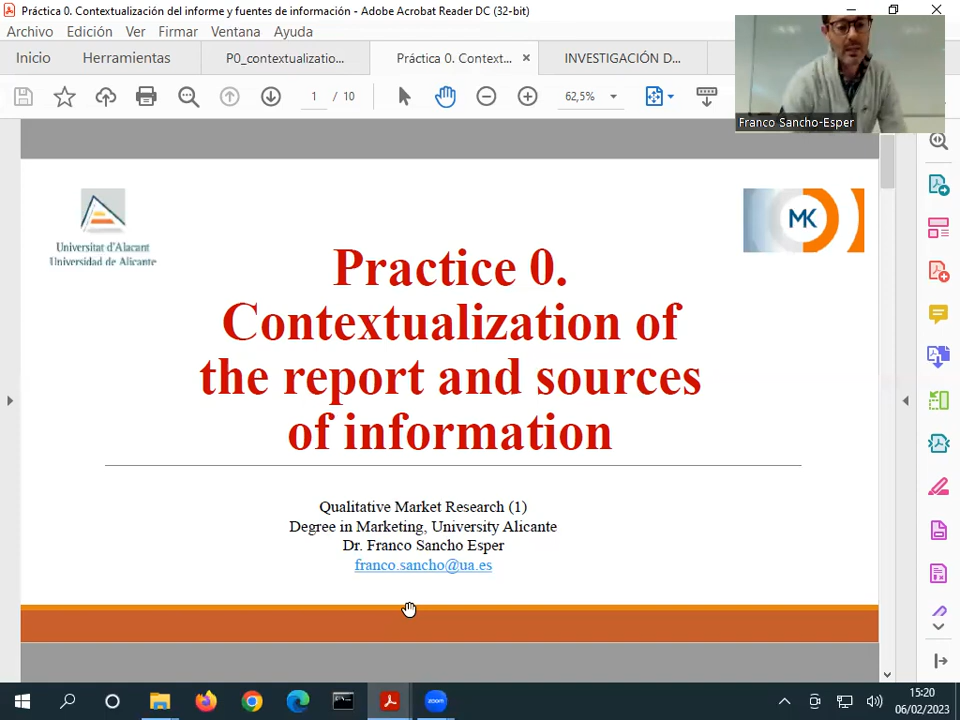 Práctica 0. Contextualización del informe y fuentes de información - Adobe Acrobat Reader DC (32-bit)
Archivo Edición Ver Firmar Ventana Ayuda
Inicio Herramientas P0_contextualizatio... Práctica 0. Context... × INVESTIGACIÓN D...
1 / 10 62,5%
Franco Sancho-Esper
Universitat d'Alacant
Universidad de Alicante
MK
Practice 0.
Contextualization of
the report and sources
of information
Qualitative Market Research (1)
Degree in Marketing, University Alicante
Dr. Franco Sancho Esper
franco.sancho@ua.es
zoom
15:20
06/02/2023